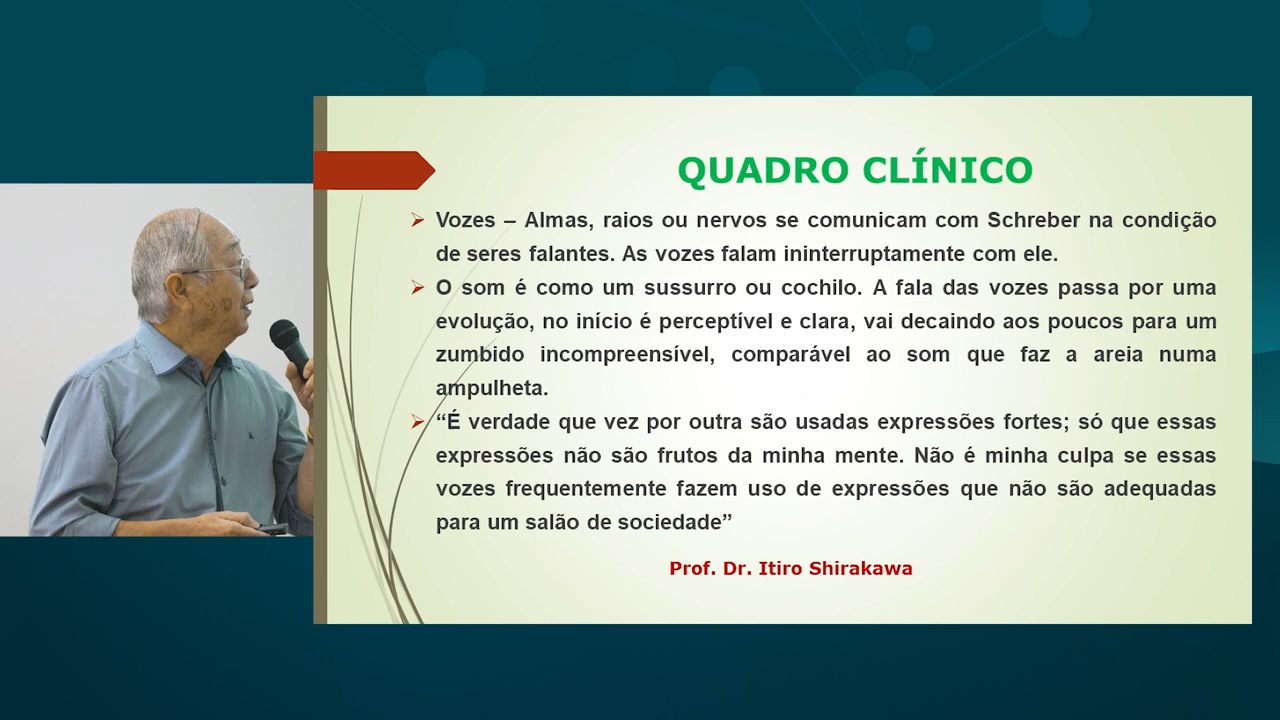 QUADRO CLÍNICO
Vozes – Almas, raios ou nervos se comunicam com Schreber na condição
de seres falantes. As vozes falam ininterruptamente com ele.
O som é como um sussurro ou cochilo. A fala das vozes passa por uma
evolução, no início é perceptível e clara, vai decaindo aos poucos para um
zumbido incompreensível, comparável ao som que faz a areia numa
ampulheta.
“É verdade que vez por outra são usadas expressões fortes; só que essas
expressões não são frutos da minha mente. Não é minha culpa se essas
vozes frequentemente fazem uso de expressões que não são adequadas
para um salão de sociedade”
Prof. Dr. Itiro Shirakawa